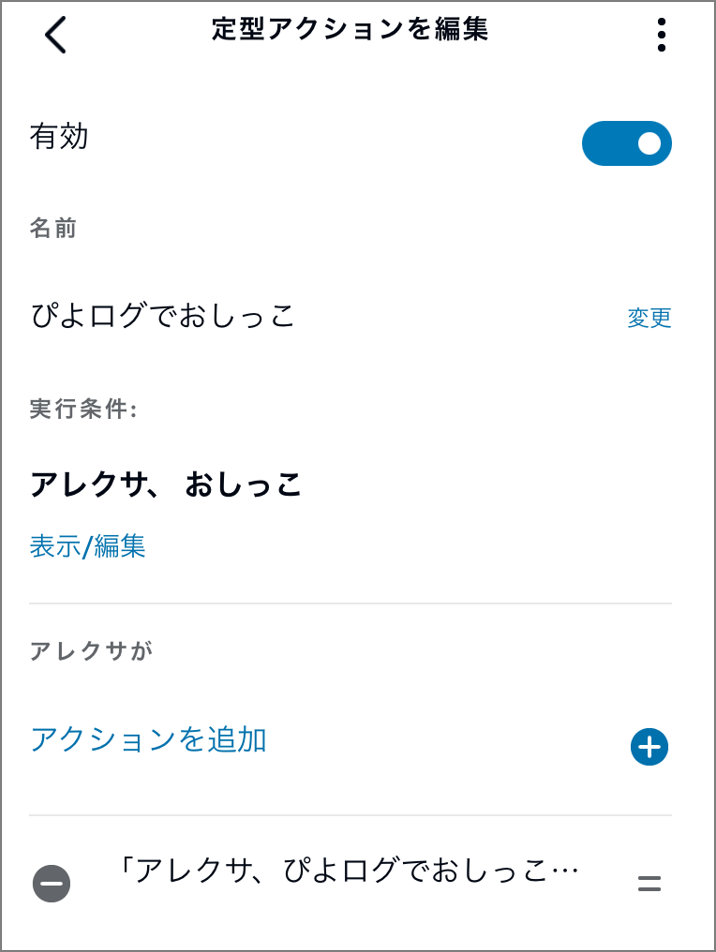 定型アクションを編集
有効
名前
ぴよログでおしっこ
変更
実行条件:
アレクサ、 おしっこ
表示/編集
アレクサが
アクションを追加
「アレクサ、ぴよログでおしっこ…